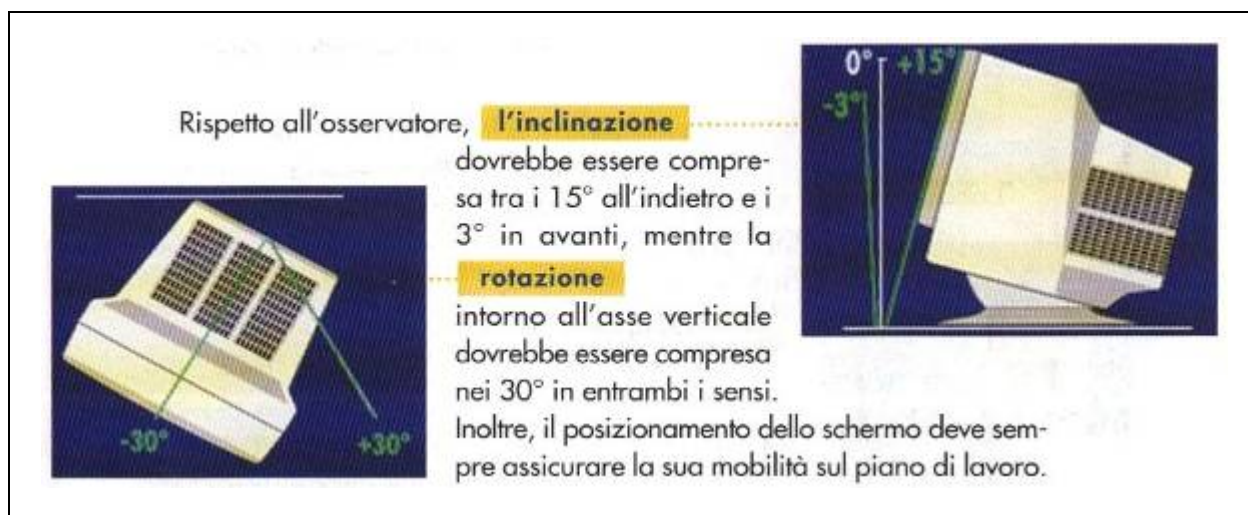 0° +15°
-3°
Rispetto all'osservatore, l'inclinazione
dovrebbe essere compre-
sa tra i 15° all'indietro e i
3° in avanti, mentre la
rotazione
intorno all'asse verticale
dovrebbe essere compresa
nei 30° in entrambi i sensi.
Inoltre, il posizionamento dello schermo deve sem-
pre assicurare la sua mobilità sul piano di lavoro.
-30° +30°